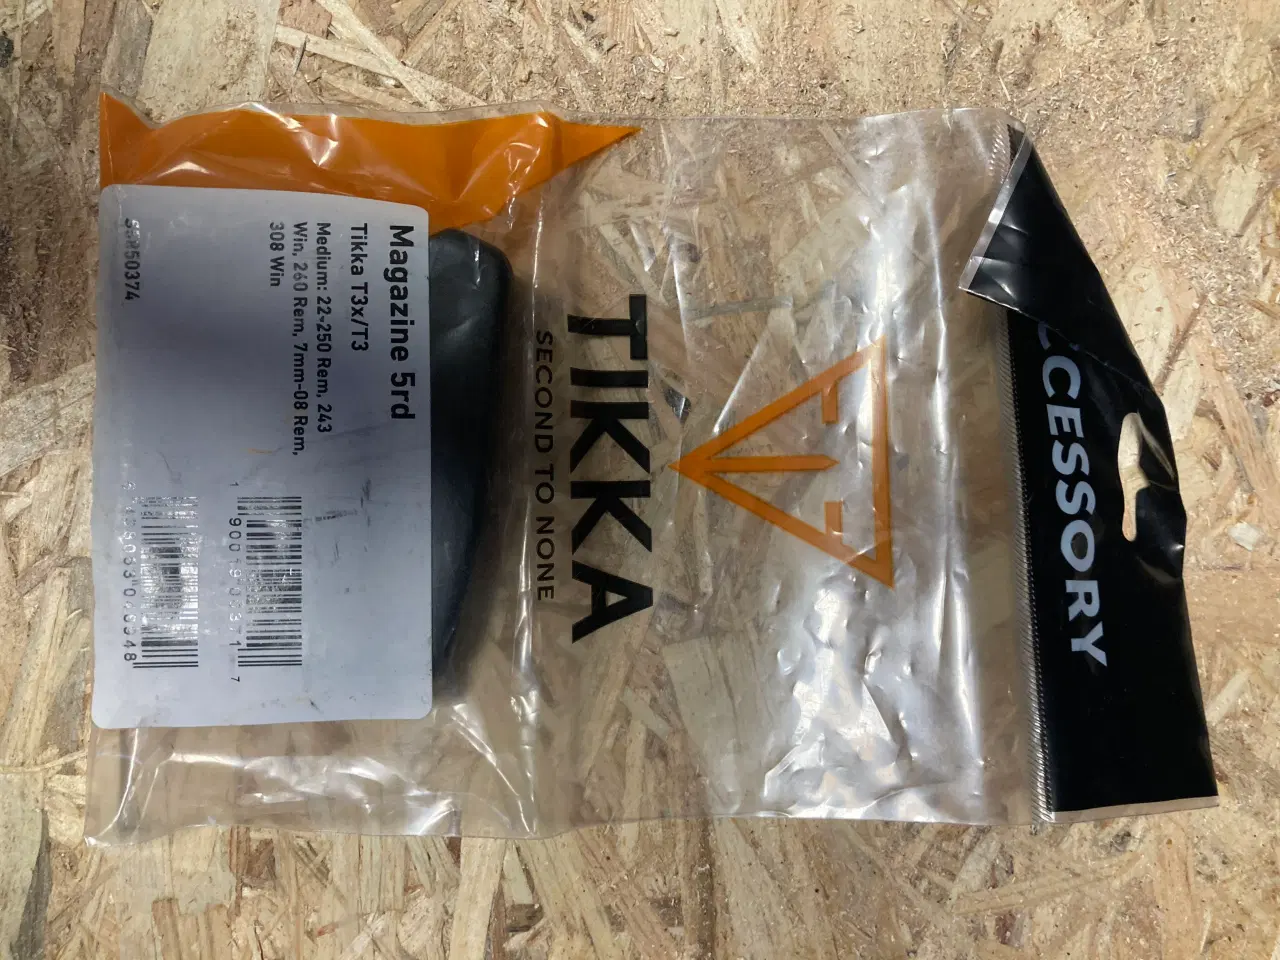 ACCESSORY
TIKKA
SECOND TO NONE
Magazine 5rd
Tikka T3x/T3
Medium: 22-250 Rem, 243
Win, 260 Rem, 7mm-08 Rem,
308 Win